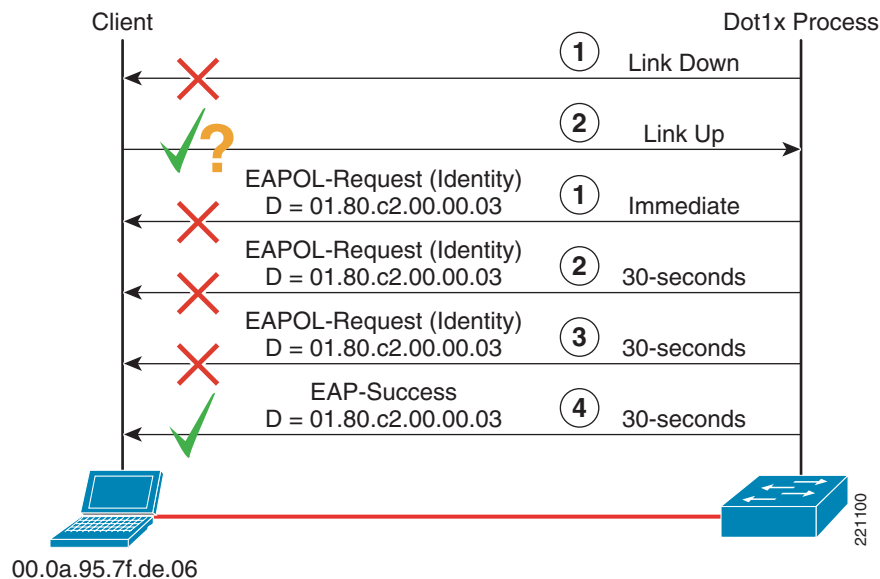 Client
Dot1x Process
1
Link Down
?
2
Link Up
EAPOL-Request (Identity)
D = 01.80.c2.00.00.03
1
Immediate
EAPOL-Request (Identity)
D = 01.80.c2.00.00.03
2
30-seconds
EAPOL-Request (Identity)
D = 01.80.c2.00.00.03
3
30-seconds
EAP-Success
D = 01.80.c2.00.00.03
4
30-seconds
221100
00.0a.95.7f.de.06